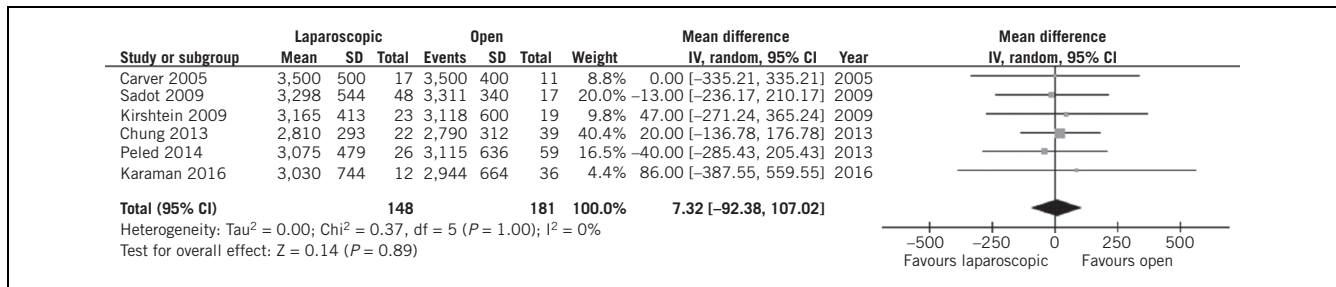 Laparoscopic Open Mean difference Mean difference
Study or subgroup Mean SD Total Events SD Total Weight IV, random, 95% CI Year IV, random, 95% CI
Carver 2005 3,500 500 17 3,500 400 11 8.8% 0.00 [−335.21, 335.21] 2005
Sadot 2009 3,298 544 48 3,311 340 17 20.0% −13.00 [−236.17, 210.17] 2009
Kirshtein 2009 3,165 413 23 3,118 600 19 9.8% 47.00 [−271.24, 365.24] 2009
Chung 2013 2,810 293 22 2,790 312 39 40.4% 20.00 [−136.78, 176.78] 2013
Peled 2014 3,075 479 26 3,115 636 59 16.5% −40.00 [−285.43, 205.43] 2013
Karaman 2016 3,030 744 12 2,944 664 36 4.4% 86.00 [−387.55, 559.55] 2016
Total (95% CI) 148 181 100.0% 7.32 [−92.38, 107.02]
Heterogeneity: Tau² = 0.00; Chi² = 0.37, df = 5 (P = 1.00); I² = 0%
Test for overall effect: Z = 0.14 (P = 0.89)
−500 −250 0 250 500
Favours laparoscopic Favours open